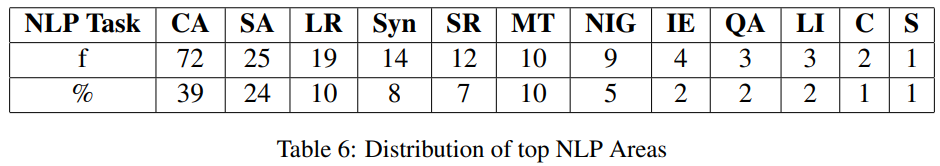 NLP Task CA SA LR Syn SR MT NIG IE QA LI C S
f 72 25 19 14 12 10 9 4 3 3 2 1
% 39 24 10 8 7 10 5 2 2 2 1 1
Table 6: Distribution of top NLP Areas